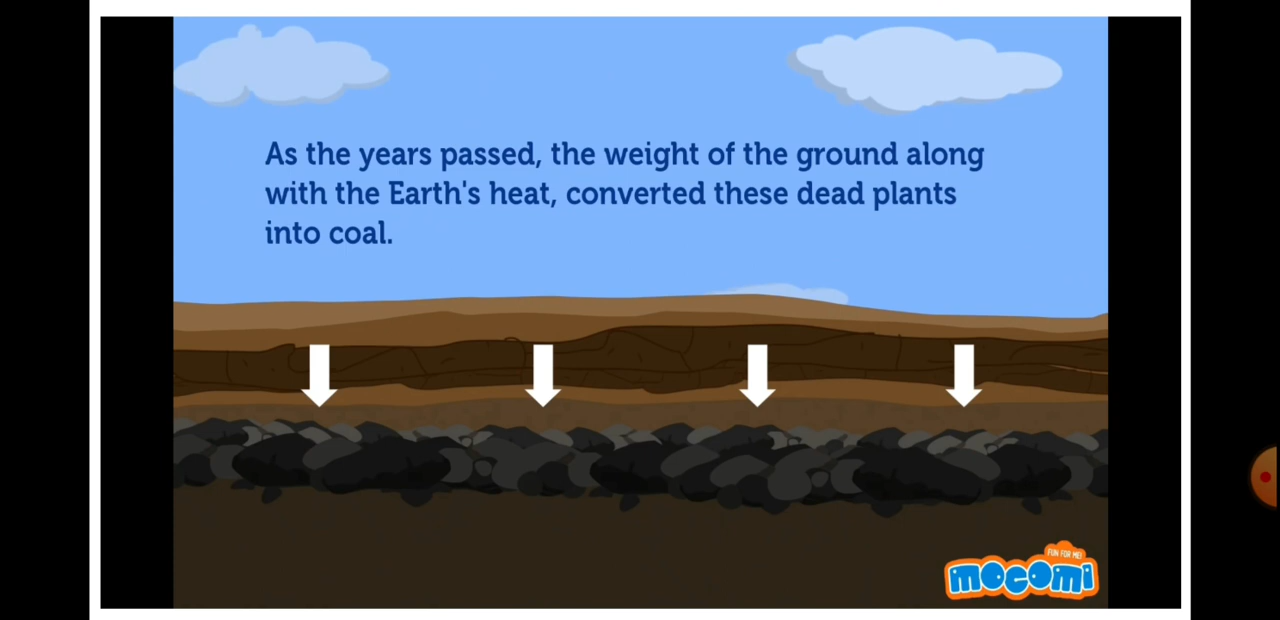 As the years passed, the weight of the ground along
with the Earth's heat, converted these dead plants
into coal.
FUN FOR ME!
mocomi